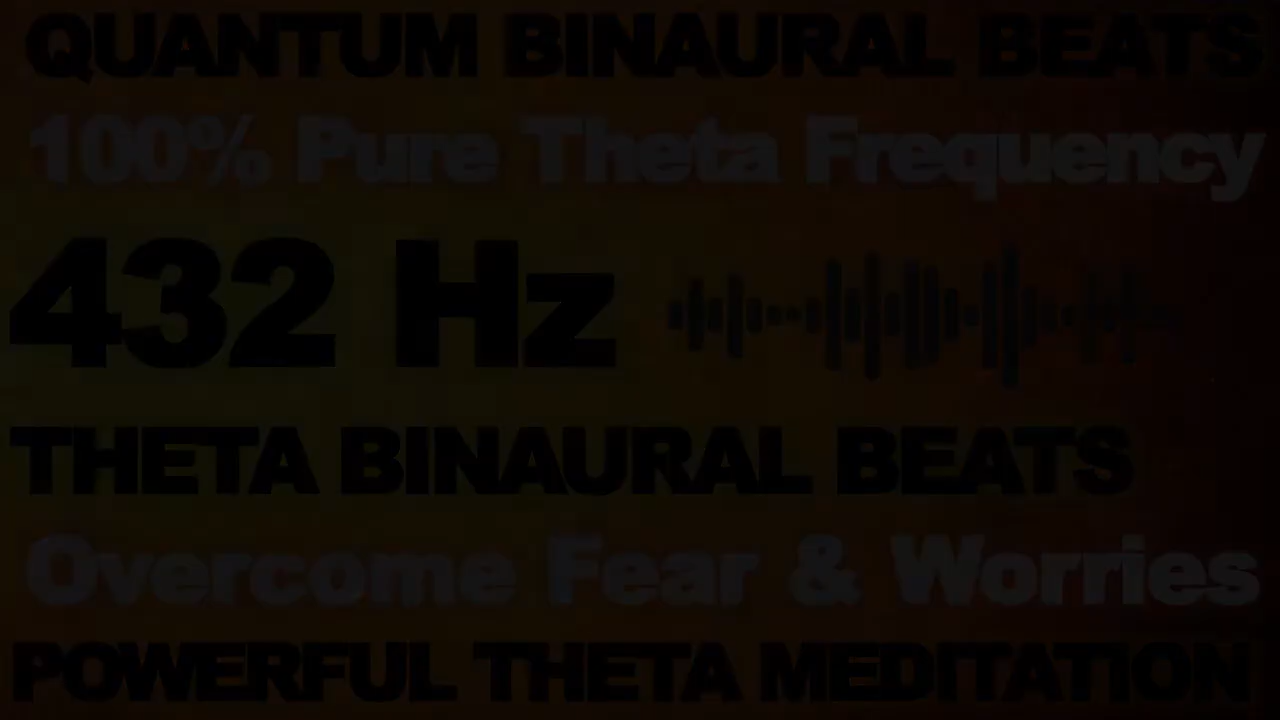 QUANTUM BINAURAL BEATS
100% Pure Theta Frequency
432 Hz
THETA BINAURAL BEATS
Overcome Fear & Worries
POWERFUL THETA MEDITATION